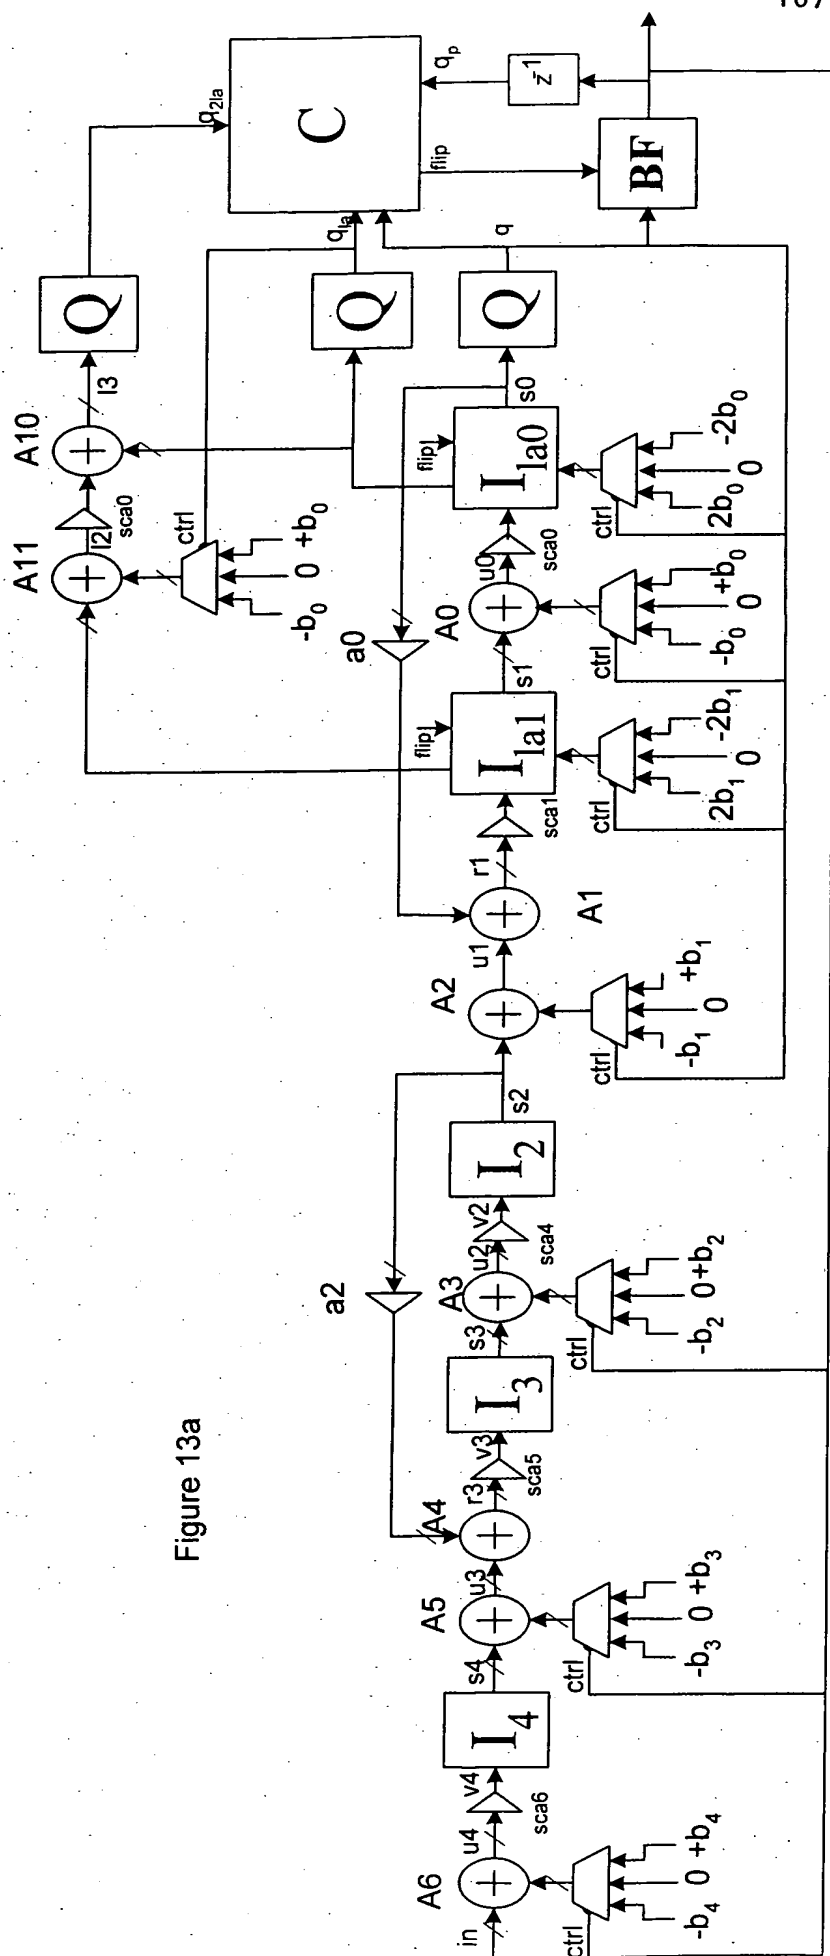 Figure 13a
in
A6
u4
sca6
v4
I4
s4
A5
u3
A4
r3
sca5
v3
I3
s3
A3
u2
sca4
v2
I2
s2
a2
A2
u1
A1
r1
sca1
Ila1
flip
s1
A0
a0
u0
sca0
Ila0
flip
s0
Q
q
Q
qla
A11
l2
sca0
A10
l3
Q
q2la
C
qp
z-1
flip
BF
ctrl
-b4 0 +b4
ctrl
-b3 0 +b3
ctrl
-b2 0 +b2
ctrl
-b1 0 +b1
ctrl
2b1 0 -2b1
ctrl
-b0 0 +b0
ctrl
2b0 0 -2b0
ctrl
-b0 0 +b0